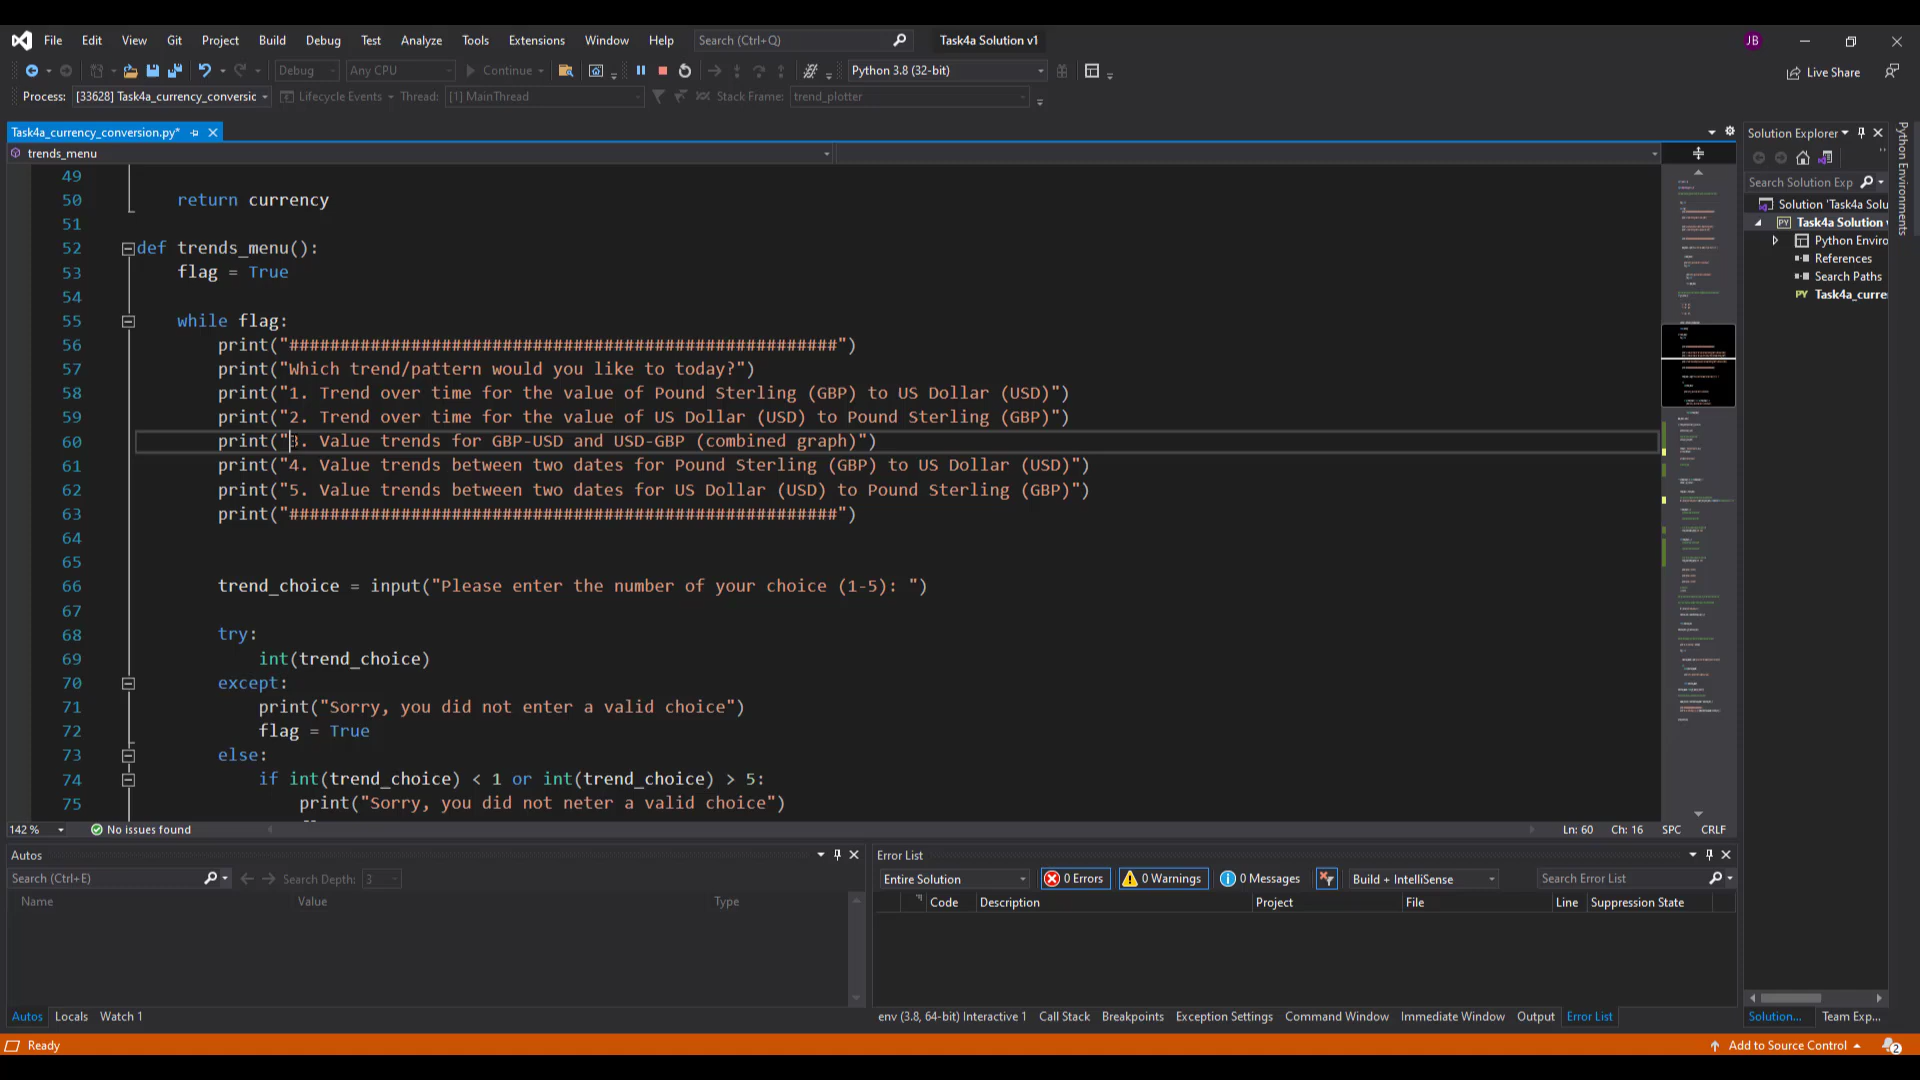 File Edit View Git Project Build Debug Test Analyze Tools Extensions Window Help Search (Ctrl+Q) Task4a Solution v1 JB
Debug Any CPU Continue Python 3.8 (32-bit) Live Share
Process: [33628] Task4a_currency_conversic Lifecycle Events Thread: [1] MainThread Stack Frame: trend_plotter
Task4a_currency_conversion.py*
trends_menu
49
50 return currency
51
52 def trends_menu():
53 flag = True
54
55 while flag:
56 print("######################################################")
57 print("Which trend/pattern would you like to today?")
58 print("1. Trend over time for the value of Pound Sterling (GBP) to US Dollar (USD)")
59 print("2. Trend over time for the value of US Dollar (USD) to Pound Sterling (GBP)")
60 print("3. Value trends for GBP-USD and USD-GBP (combined graph)")
61 print("4. Value trends between two dates for Pound Sterling (GBP) to US Dollar (USD)")
62 print("5. Value trends between two dates for US Dollar (USD) to Pound Sterling (GBP)")
63 print("######################################################")
64
65
66 trend_choice = input("Please enter the number of your choice (1-5): ")
67
68 try:
69 int(trend_choice)
70 except:
71 print("Sorry, you did not enter a valid choice")
72 flag = True
73 else:
74 if int(trend_choice) < 1 or int(trend_choice) > 5:
75 print("Sorry, you did not neter a valid choice")
142 % No issues found Ln: 60 Ch: 16 SPC CRLF
Solution Explorer
Search Solution Exp
Solution 'Task4a Solu
Task4a Solution
Python Enviro
References
Search Paths
Task4a_curre
Python Environments
Autos
Search (Ctrl+E) Search Depth: 3
Name Value Type
Autos Locals Watch 1
Error List
Entire Solution 0 Errors 0 Warnings 0 Messages Build + IntelliSense Search Error List
Code Description Project File Line Suppression State
env (3.8, 64-bit) Interactive 1 Call Stack Breakpoints Exception Settings Command Window Immediate Window Output Error List
Solution... Team Exp...
Ready Add to Source Control 2